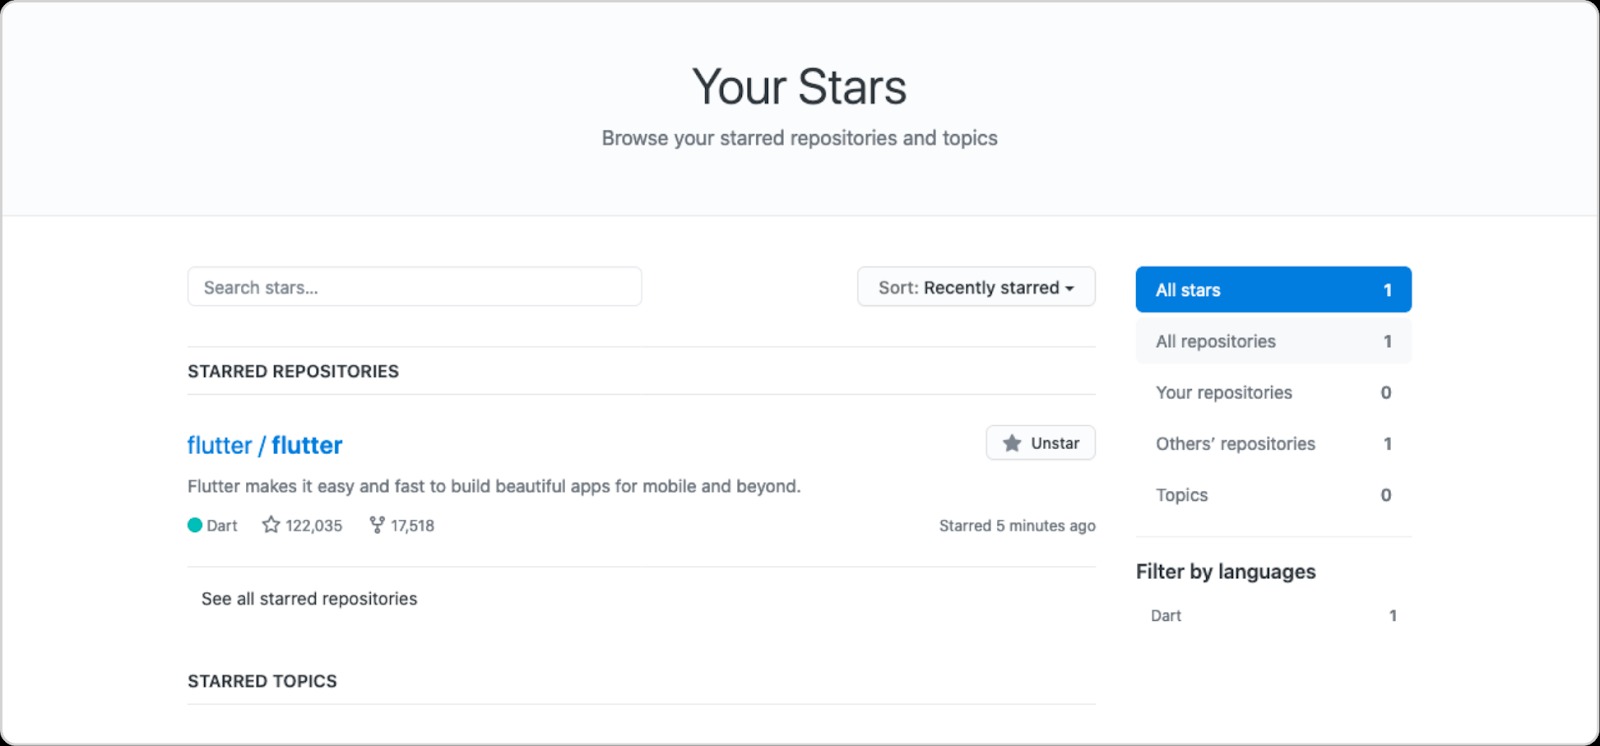 Your Stars
Browse your starred repositories and topics
Search stars...
Sort: Recently starred
STARRED REPOSITORIES
flutter / flutter
Unstar
Flutter makes it easy and fast to build beautiful apps for mobile and beyond.
Dart 122,035 17,518
Starred 5 minutes ago
See all starred repositories
STARRED TOPICS
All stars 1
All repositories 1
Your repositories 0
Others’ repositories 1
Topics 0
Filter by languages
Dart 1